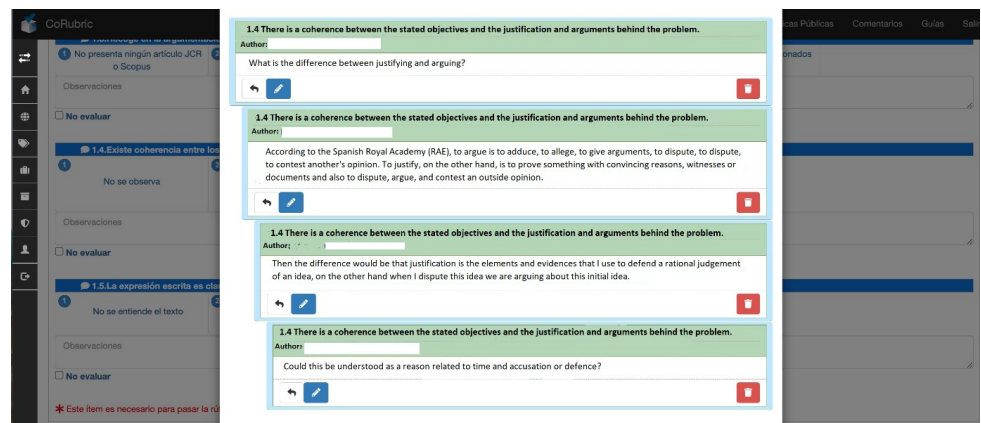 CoRubric
cas Públicas Comentarios Guías Salir
1 No presenta ningún artículo JCR
o Scopus
onados
Observaciones
No evaluar
1.4.Existe coherencia entre los
1
No se observa
Observaciones
No evaluar
1.5.La expresión escrita es cla
1
No se entiende el texto
Observaciones
No evaluar
* Este ítem es necesario para pasar la rú
1.4 There is a coherence between the stated objectives and the justification and arguments behind the problem.
Author:
What is the difference between justifying and arguing?
1.4 There is a coherence between the stated objectives and the justification and arguments behind the problem.
Author:
According to the Spanish Royal Academy (RAE), to argue is to adduce, to allege, to give arguments, to dispute, to dispute,
to contest another's opinion. To justify, on the other hand, is to prove something with convincing reasons, witnesses or
documents and also to dispute, argue, and contest an outside opinion.
1.4 There is a coherence between the stated objectives and the justification and arguments behind the problem.
Author:
Then the difference would be that justification is the elements and evidences that I use to defend a rational judgement
of an idea, on the other hand when I dispute this idea we are arguing about this initial idea.
1.4 There is a coherence between the stated objectives and the justification and arguments behind the problem.
Author:
Could this be understood as a reason related to time and accusation or defence?